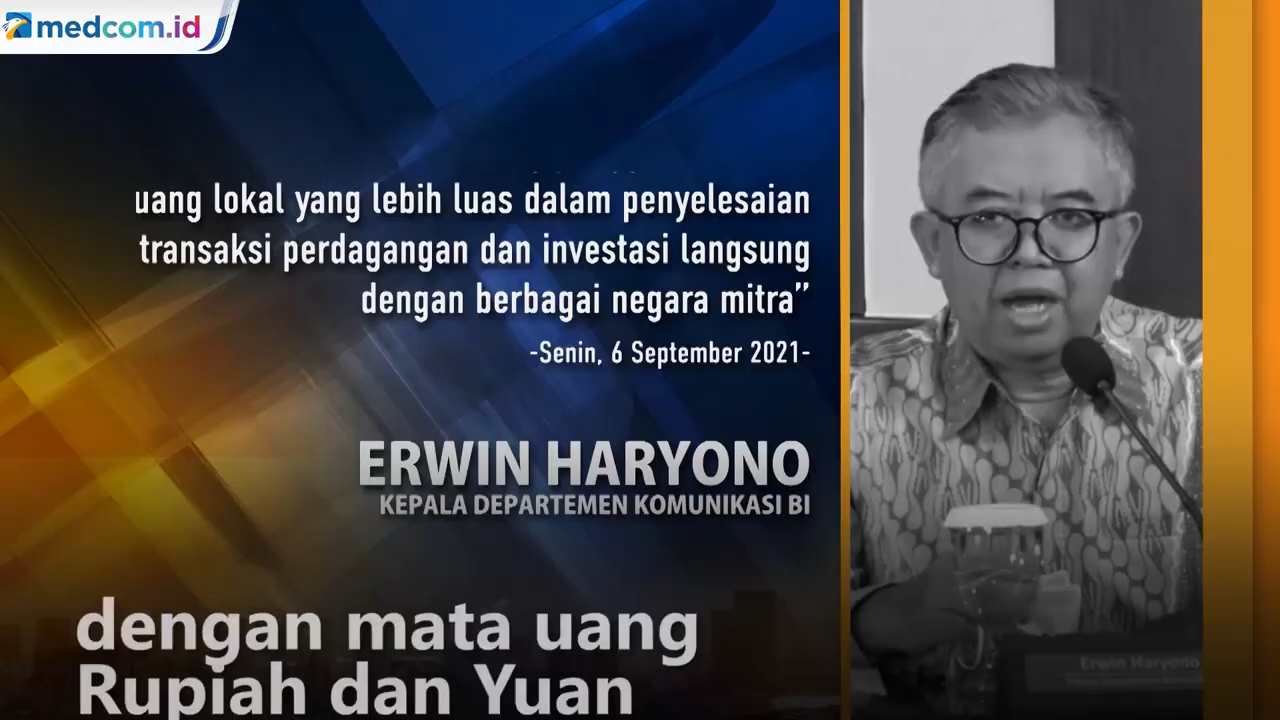 medcom.id
uang lokal yang lebih luas dalam penyelesaian
transaksi perdagangan dan investasi langsung
dengan berbagai negara mitra”
-Senin, 6 September 2021-
ERWIN HARYONO
KEPALA DEPARTEMEN KOMUNIKASI BI
dengan mata uang
Rupiah dan Yuan
Erwin Haryono